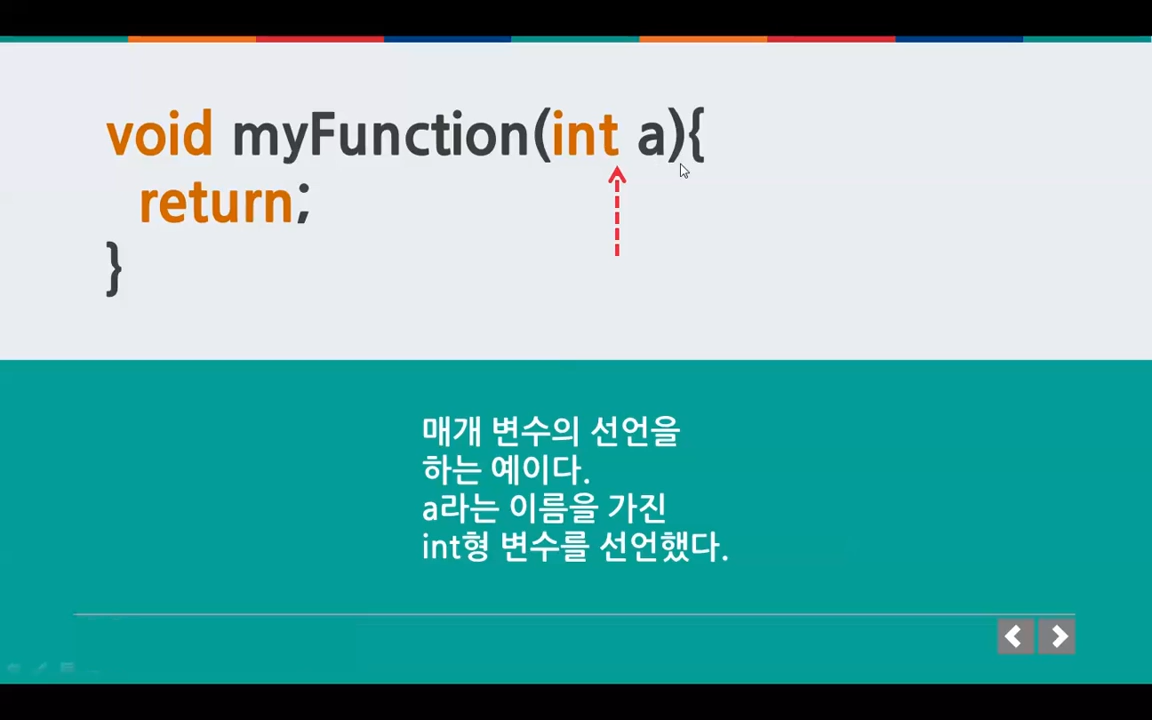 void myFunction(int a){
return;
}
매개 변수의 선언을
하는 예이다.
a라는 이름을 가진
int형 변수를 선언했다.